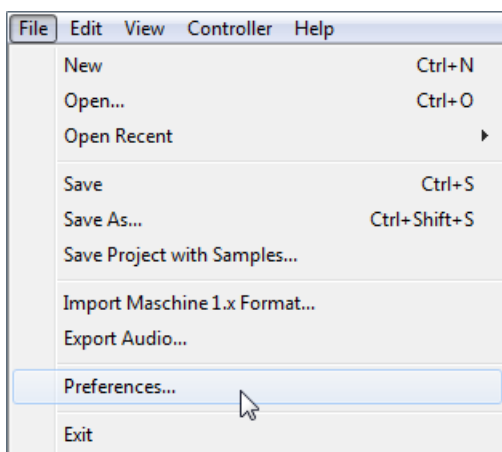 File Edit View Controller Help
New Ctrl+N
Open... Ctrl+O
Open Recent
Save Ctrl+S
Save As... Ctrl+Shift+S
Save Project with Samples...
Import Maschine 1.x Format...
Export Audio...
Preferences...
Exit